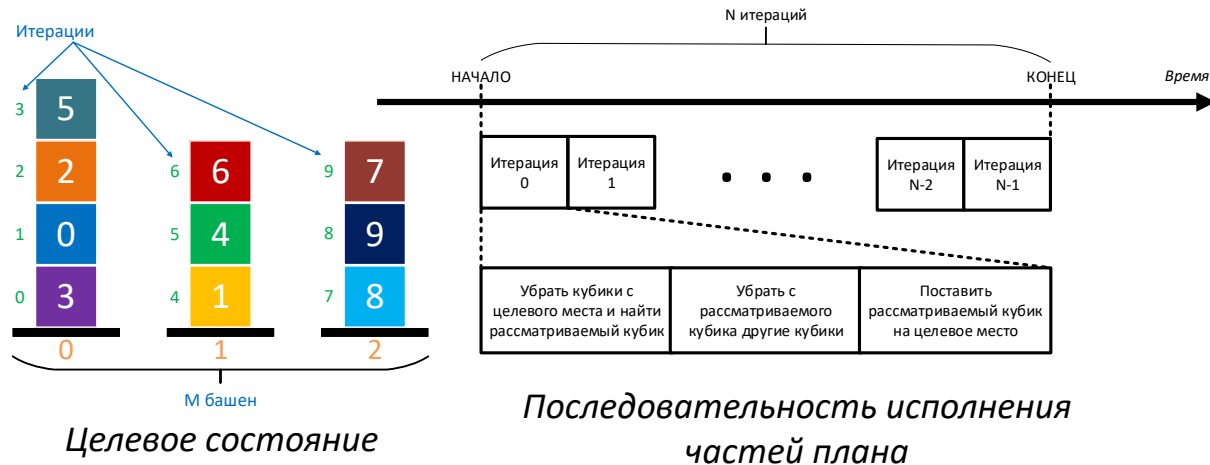 N итераций
Итерации
НАЧАЛО
КОНЕЦ
Время
3 5
2 2
1 0
0 3
6 6
5 4
4 1
9 7
8 9
7 8
0 1 2
М башен
Целевое состояние
Итерация
0
Итерация
1
. . .
Итерация
N-2
Итерация
N-1
Убрать кубики с
целевого места и найти
рассматриваемый кубик
Убрать с
рассматриваемого
кубика другие кубики
Поставить
рассматриваемый кубик
на целевое место
Последовательность исполнения
частей плана